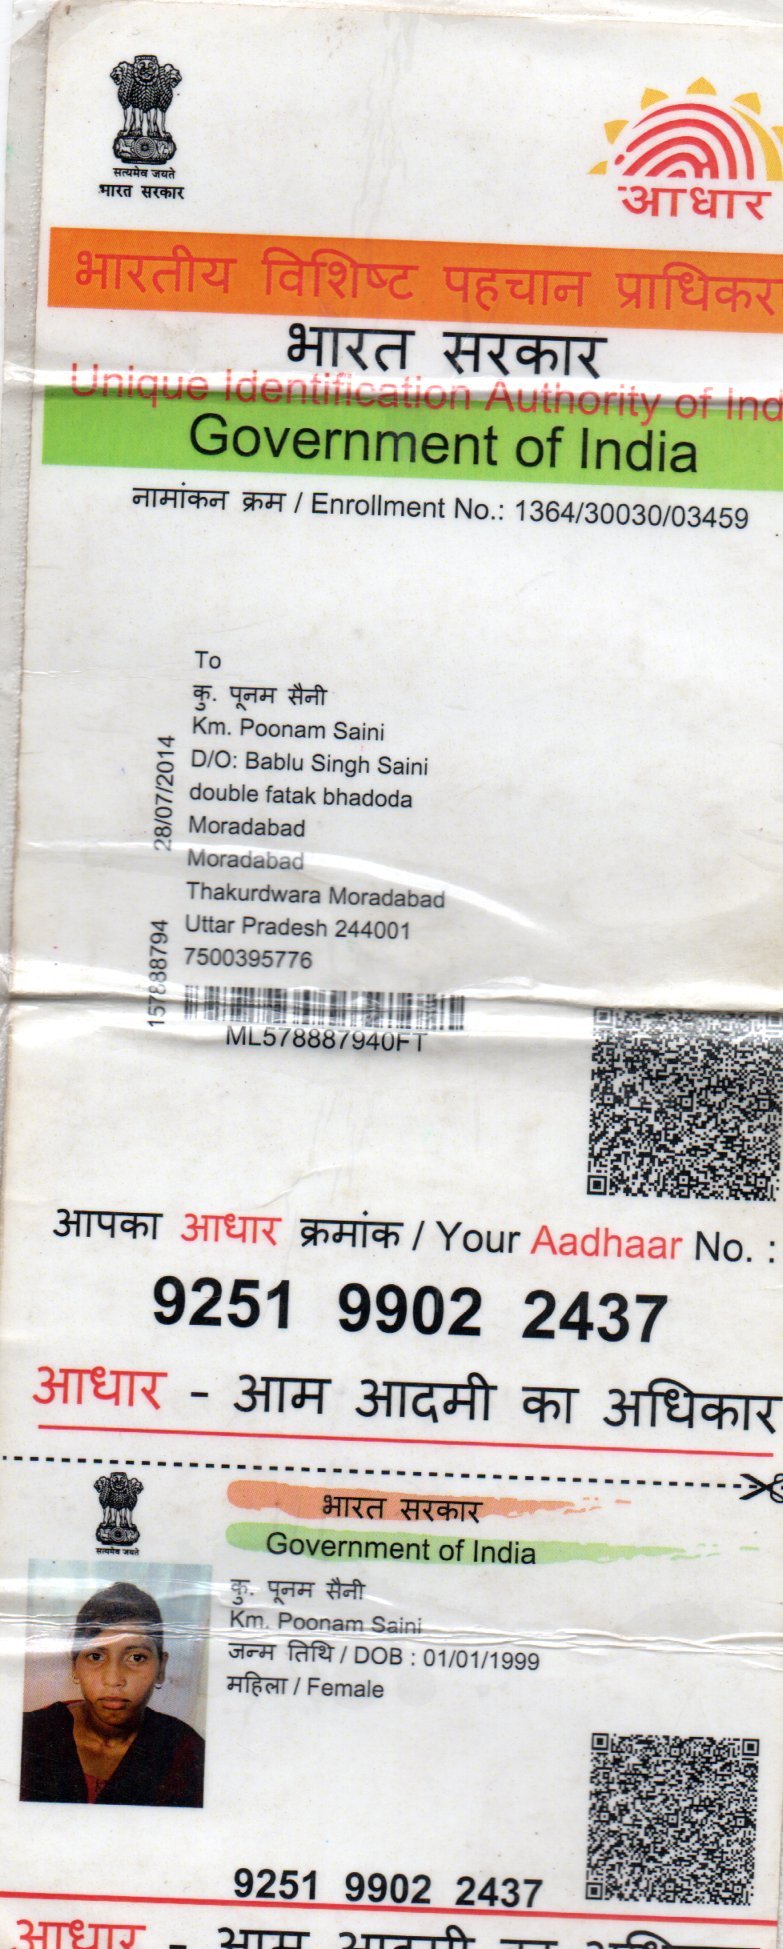 सत्यमेव जयते
भारत सरकार
आधार
भारतीय विशिष्ट पहचान प्राधिकर
भारत सरकार
Unique Identification Authority of Ind
Government of India
नामांकन क्रम / Enrollment No.: 1364/30030/03459
To
कु. पूनम सैनी
Km. Poonam Saini
D/O: Bablu Singh Saini
double fatak bhadoda
Moradabad
Moradabad
Thakurdwara Moradabad
Uttar Pradesh 244001
7500395776
28/07/2014
157888794
ML578887940FT
आपका आधार क्रमांक / Your Aadhaar No. :
9251 9902 2437
आधार - आम आदमी का अधिकार
सत्यमेव जयते
भारत सरकार
Government of India
कु. पूनम सैनी
Km. Poonam Saini
जन्म तिथि / DOB : 01/01/1999
महिला / Female
9251 9902 2437
आधार - आम आदमी का अधिकार